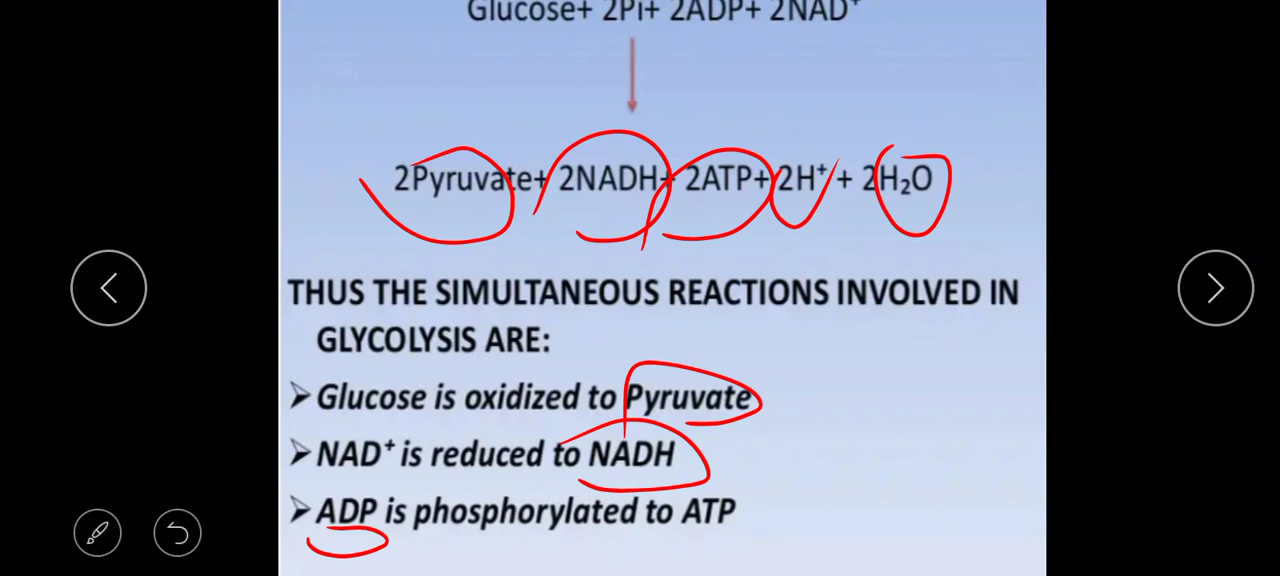 Glucose+ 2Pi+ 2ADP+ 2NAD⁺
2Pyruvate+ 2NADH+ 2ATP+ 2H⁺ + 2H₂O
THUS THE SIMULTANEOUS REACTIONS INVOLVED IN
GLYCOLYSIS ARE:
➢ Glucose is oxidized to Pyruvate
➢ NAD⁺ is reduced to NADH
➢ ADP is phosphorylated to ATP